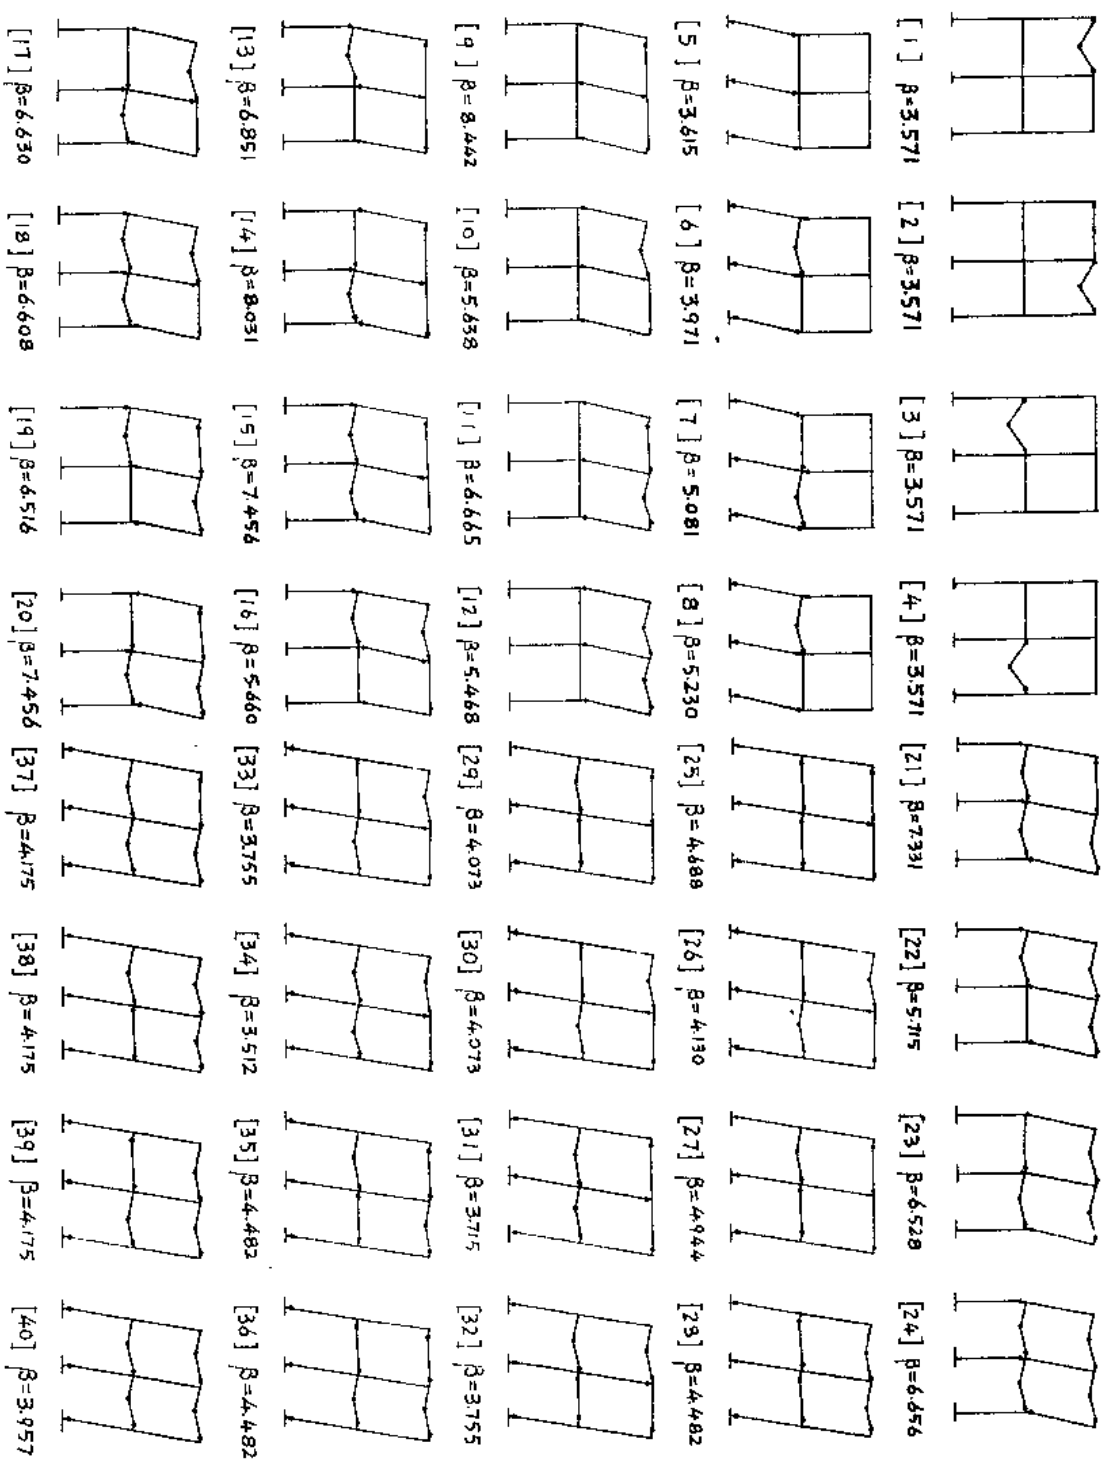 [1] β=3.571
[2] β=3.571
[3] β=3.571
[4] β=3.571
[5] β=3.615
[6] β=3.971
[7] β=5.081
[8] β=5.230
[9] β=8.442
[10] β=5.638
[11] β=6.665
[12] β=5.468
[13] β=6.851
[14] β=8.031
[15] β=7.456
[16] β=5.660
[17] β=6.630
[18] β=6.608
[19] β=6.516
[20] β=7.456
[21] β=7.331
[22] β=5.715
[23] β=6.528
[24] β=6.656
[25] β=4.688
[26] β=4.130
[27] β=4.944
[28] β=4.482
[29] β=4.073
[30] β=4.073
[31] β=3.715
[32] β=3.755
[33] β=3.755
[34] β=3.512
[35] β=4.482
[36] β=4.482
[37] β=4.175
[38] β=4.175
[39] β=4.175
[40] β=3.957